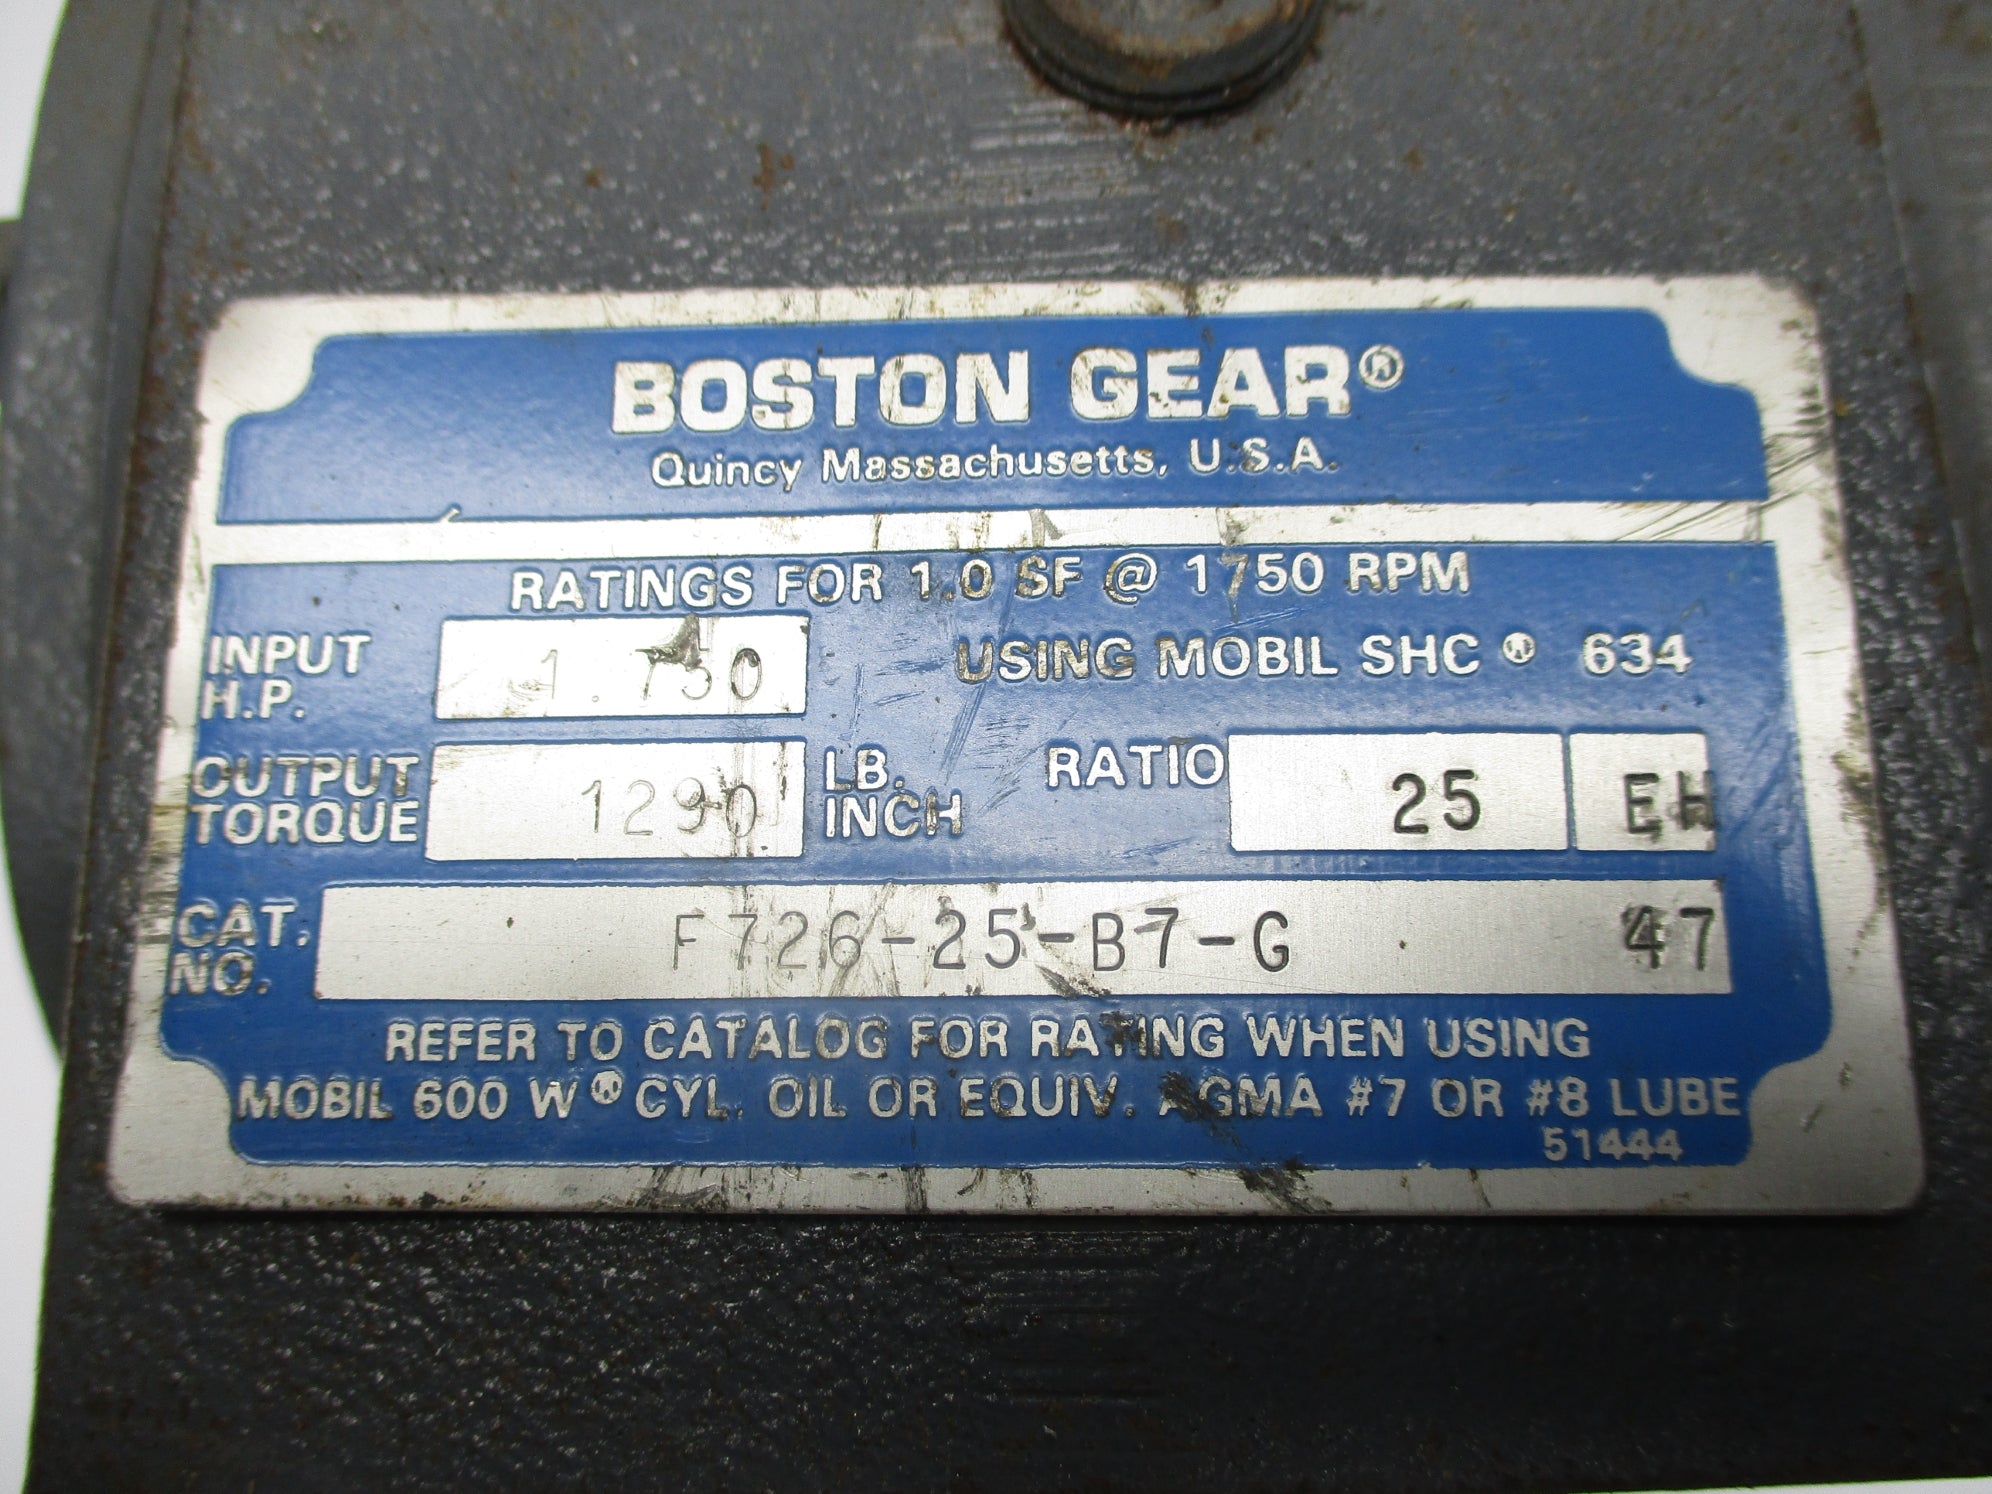 BOSTON GEAR®
Quincy Massachusetts, U.S.A.
RATINGS FOR 1.0 SF @ 1750 RPM
INPUT H.P. 1.750 USING MOBIL SHC ® 634
OUTPUT TORQUE 1290 LB. INCH RATIO 25 EH
CAT. NO. F726-25-B7-G 47
REFER TO CATALOG FOR RATING WHEN USING
MOBIL 600 W® CYL. OIL OR EQUIV. AGMA #7 OR #8 LUBE
51444